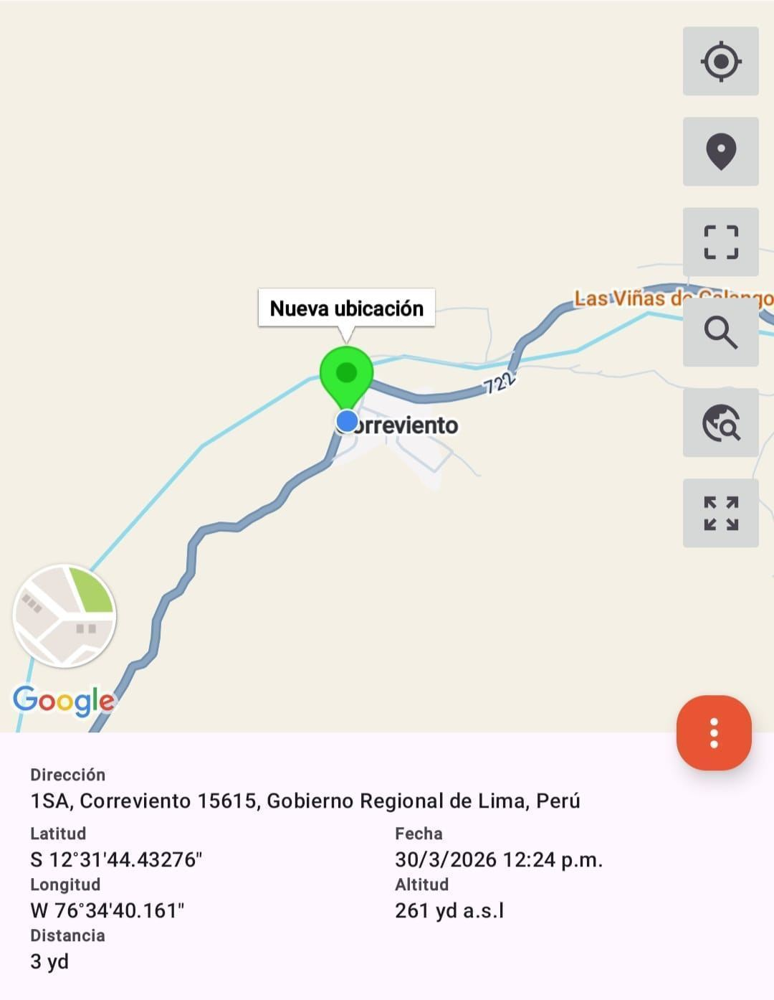 Las Viñas de Calango
Nueva ubicación
722
orreviento
Google
Dirección
1SA, Correviento 15615, Gobierno Regional de Lima, Perú
Latitud
S 12°31'44.43276"
Fecha
30/3/2026 12:24 p.m.
Longitud
W 76°34'40.161"
Altitud
261 yd a.s.l
Distancia
3 yd